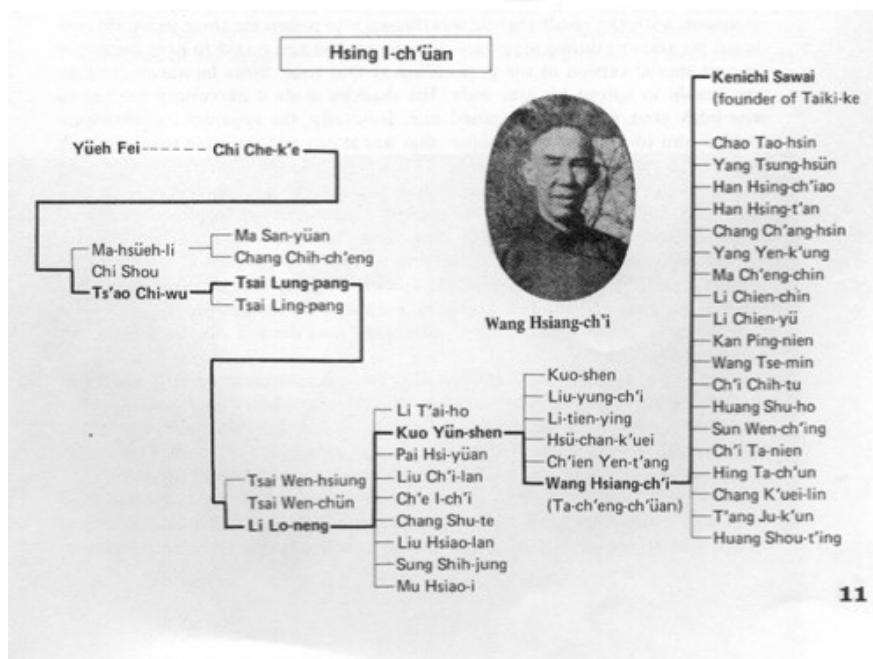 Hsing I-ch'üan
Yüeh Fei
Chi Che-k'e
Ma-hsüeh-li
Chi Shou
Ts'ao Chi-wu
Ma San-yüan
Chang Chih-ch'eng
Tsai Lung-pang
Tsai Ling-pang
Tsai Wen-hsiung
Tsai Wen-chün
Li Lo-neng
Li T'ai-ho
Kuo Yün-shen
Pai Hsi-yüan
Liu Ch'i-lan
Ch'e I-ch'i
Chang Shu-te
Liu Hsiao-lan
Sung Shih-jung
Mu Hsiao-i
Wang Hsiang-ch'i
Kuo-shen
Liu-yung-ch'i
Li-tien-ying
Hsü-chan-k'uei
Ch'ien Yen-t'ang
Wang Hsiang-ch'i
(Ta-ch'eng-ch'üan)
Kenichi Sawai
(founder of Taiki-ke
Chao Tao-hsin
Yang Tsung-hsün
Han Hsing-ch'iao
Han Hsing-t'an
Chang Ch'ang-hsin
Yang Yen-k'ung
Ma Ch'eng-chin
Li Chien-chin
Li Chien-yü
Kan Ping-nien
Wang Tse-min
Ch'i Chih-tu
Huang Shu-ho
Sun Wen-ch'ing
Ch'i Ta-nien
Hing Ta-ch'un
Chang K'uei-lin
T'ang Ju-k'un
Huang Shou-t'ing
11